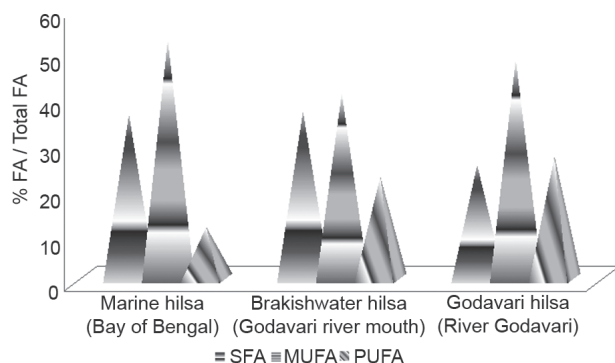 60
50
40
30
20
10
0
% FA / Total FA
Marine hilsa
(Bay of Bengal)
Brakishwater hilsa
(Godavari river mouth)
Godavari hilsa
(River Godavari)
SFA MUFA PUFA